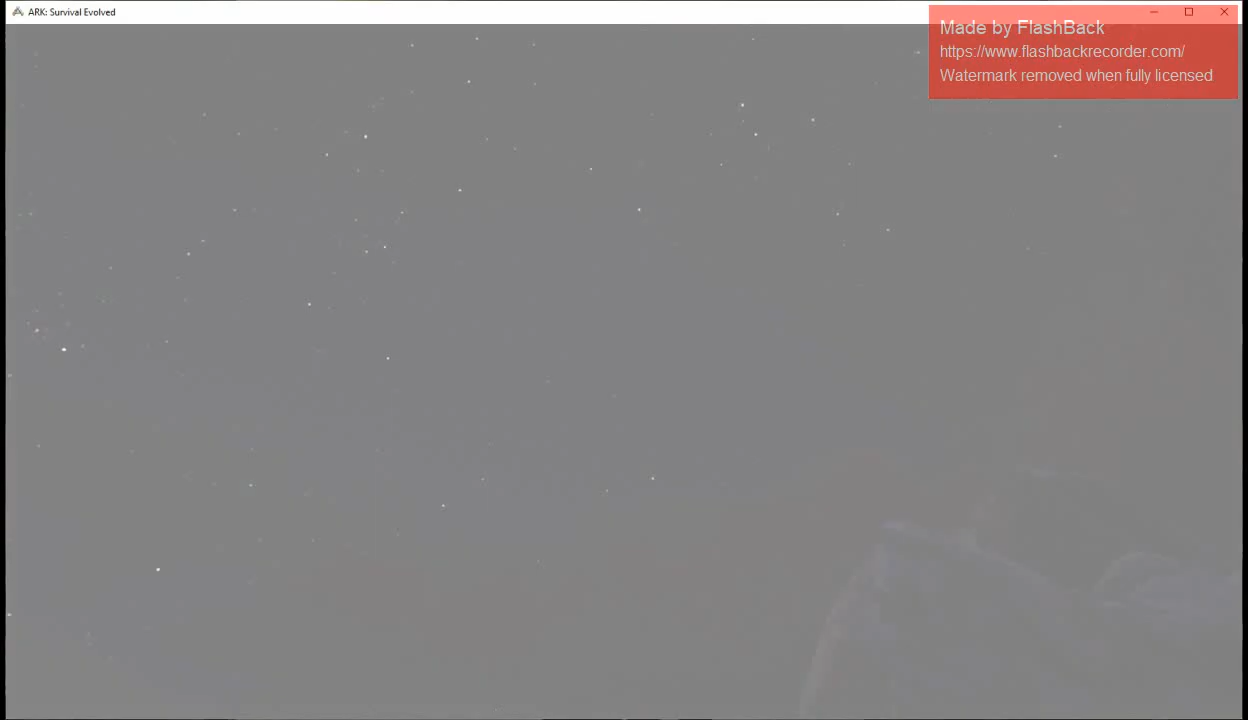 ARK: Survival Evolved
Made by FlashBack
https://www.flashbackrecorder.com/
Watermark removed when fully licensed